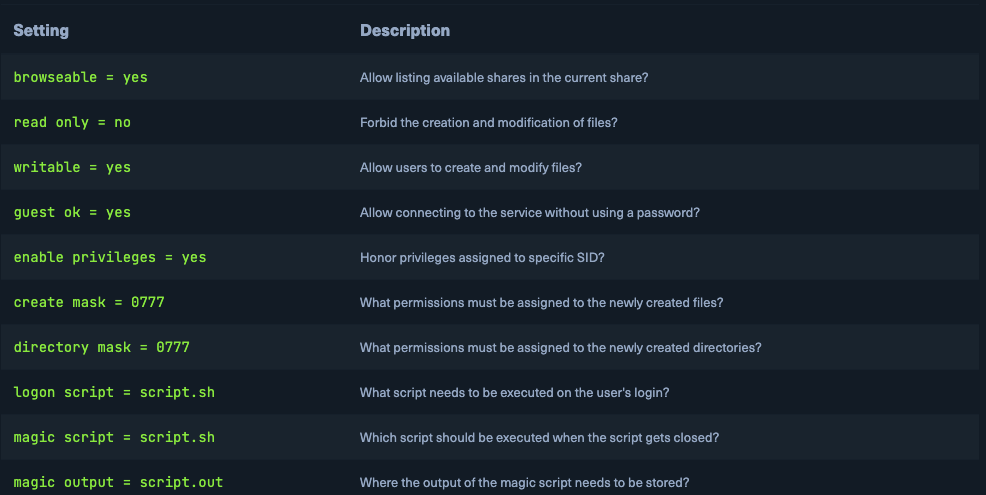 Setting Description
browseable = yes Allow listing available shares in the current share?
read only = no Forbid the creation and modification of files?
writable = yes Allow users to create and modify files?
guest ok = yes Allow connecting to the service without using a password?
enable privileges = yes Honor privileges assigned to specific SID?
create mask = 0777 What permissions must be assigned to the newly created files?
directory mask = 0777 What permissions must be assigned to the newly created directories?
logon script = script.sh What script needs to be executed on the user's login?
magic script = script.sh Which script should be executed when the script gets closed?
magic output = script.out Where the output of the magic script needs to be stored?